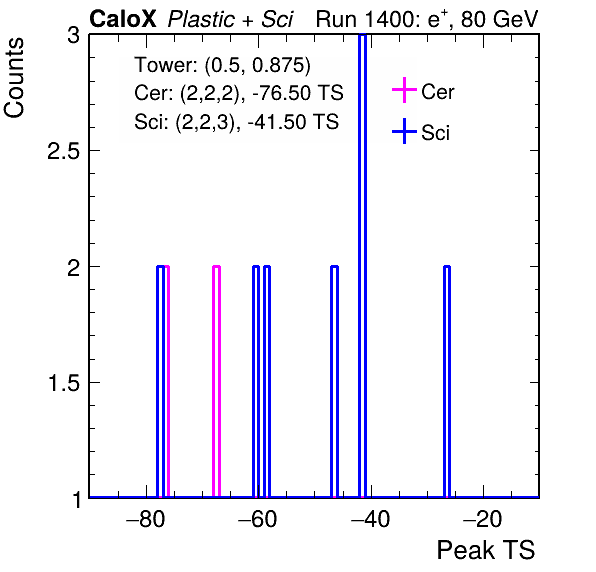 CaloX Plastic + Sci Run 1400: e⁺, 80 GeV
Tower: (0.5, 0.875)
Cer: (2,2,2), -76.50 TS
Sci: (2,2,3), -41.50 TS
Cer
Sci
Counts
3
2.5
2
1.5
1
−80 −60 −40 −20
Peak TS